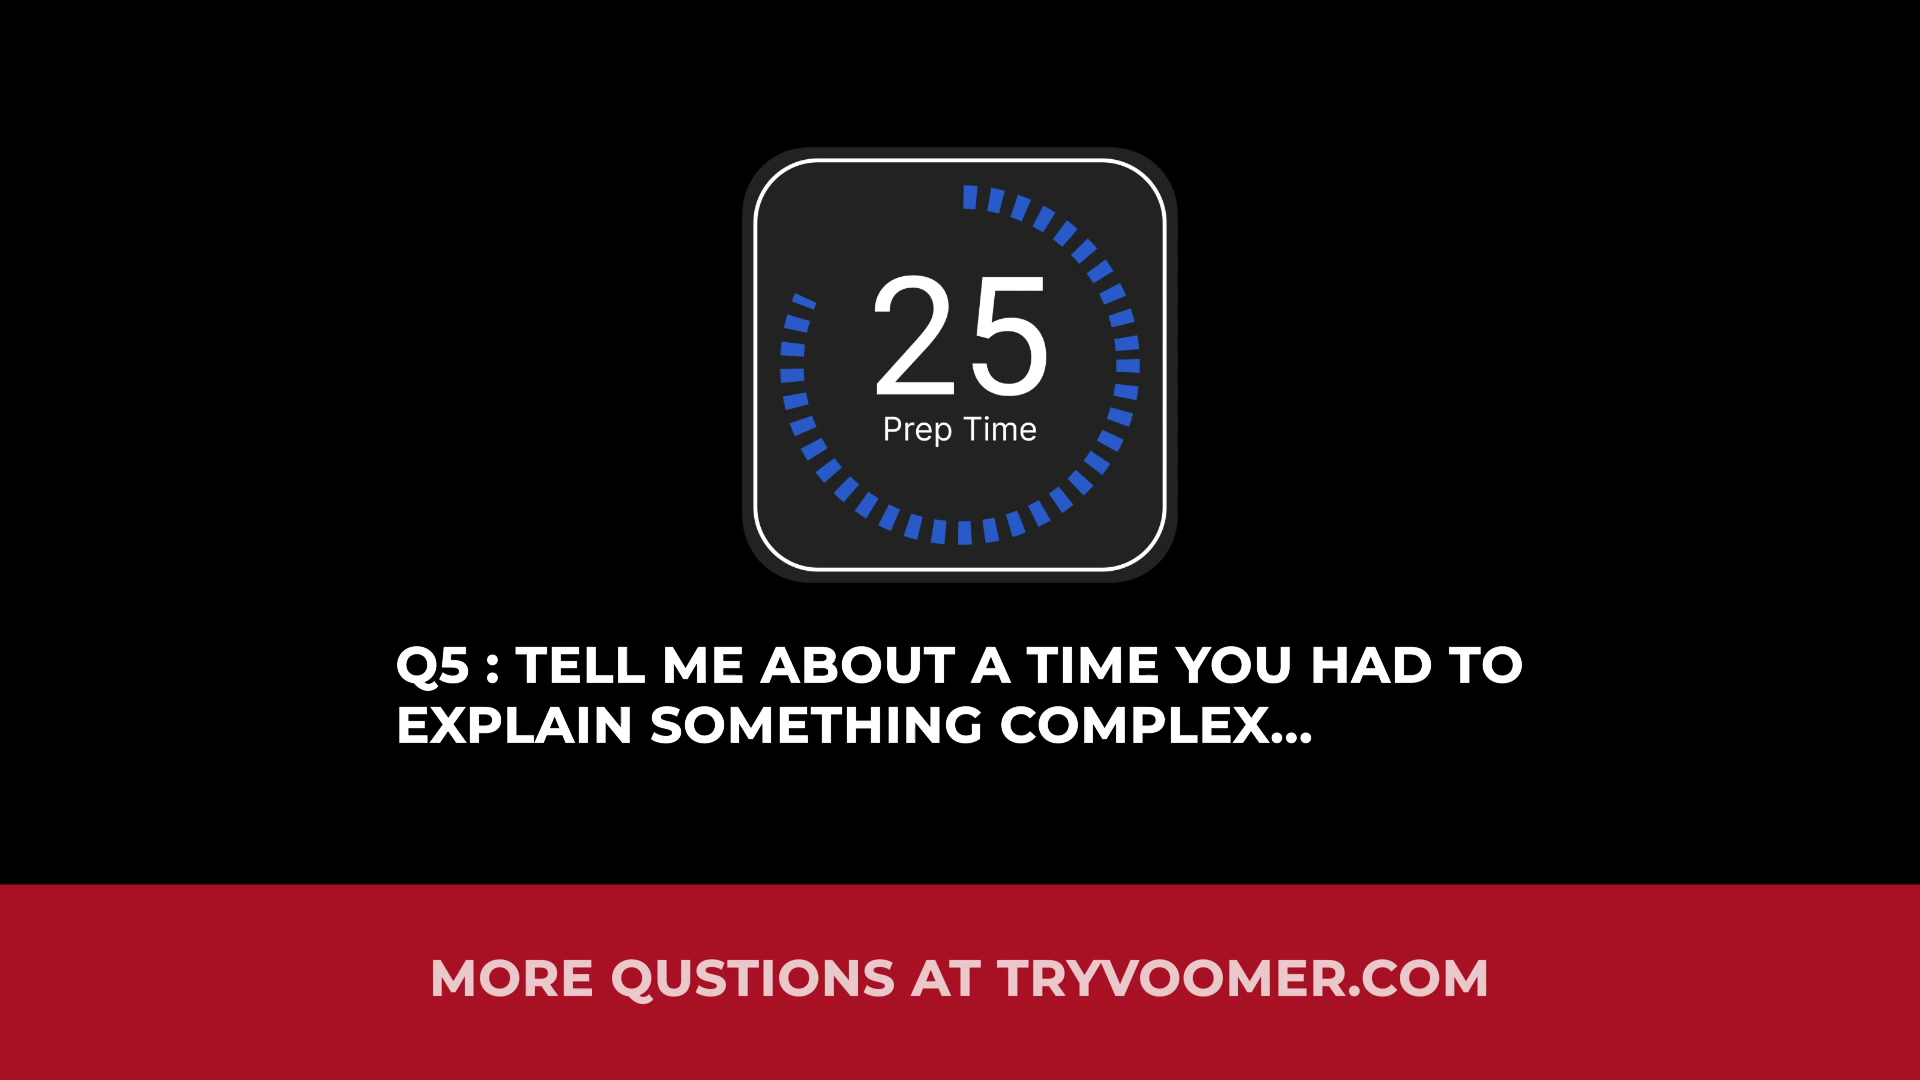 25
Prep Time
Q5 : TELL ME ABOUT A TIME YOU HAD TO
EXPLAIN SOMETHING COMPLEX...
MORE QUSTIONS AT TRYVOOMER.COM